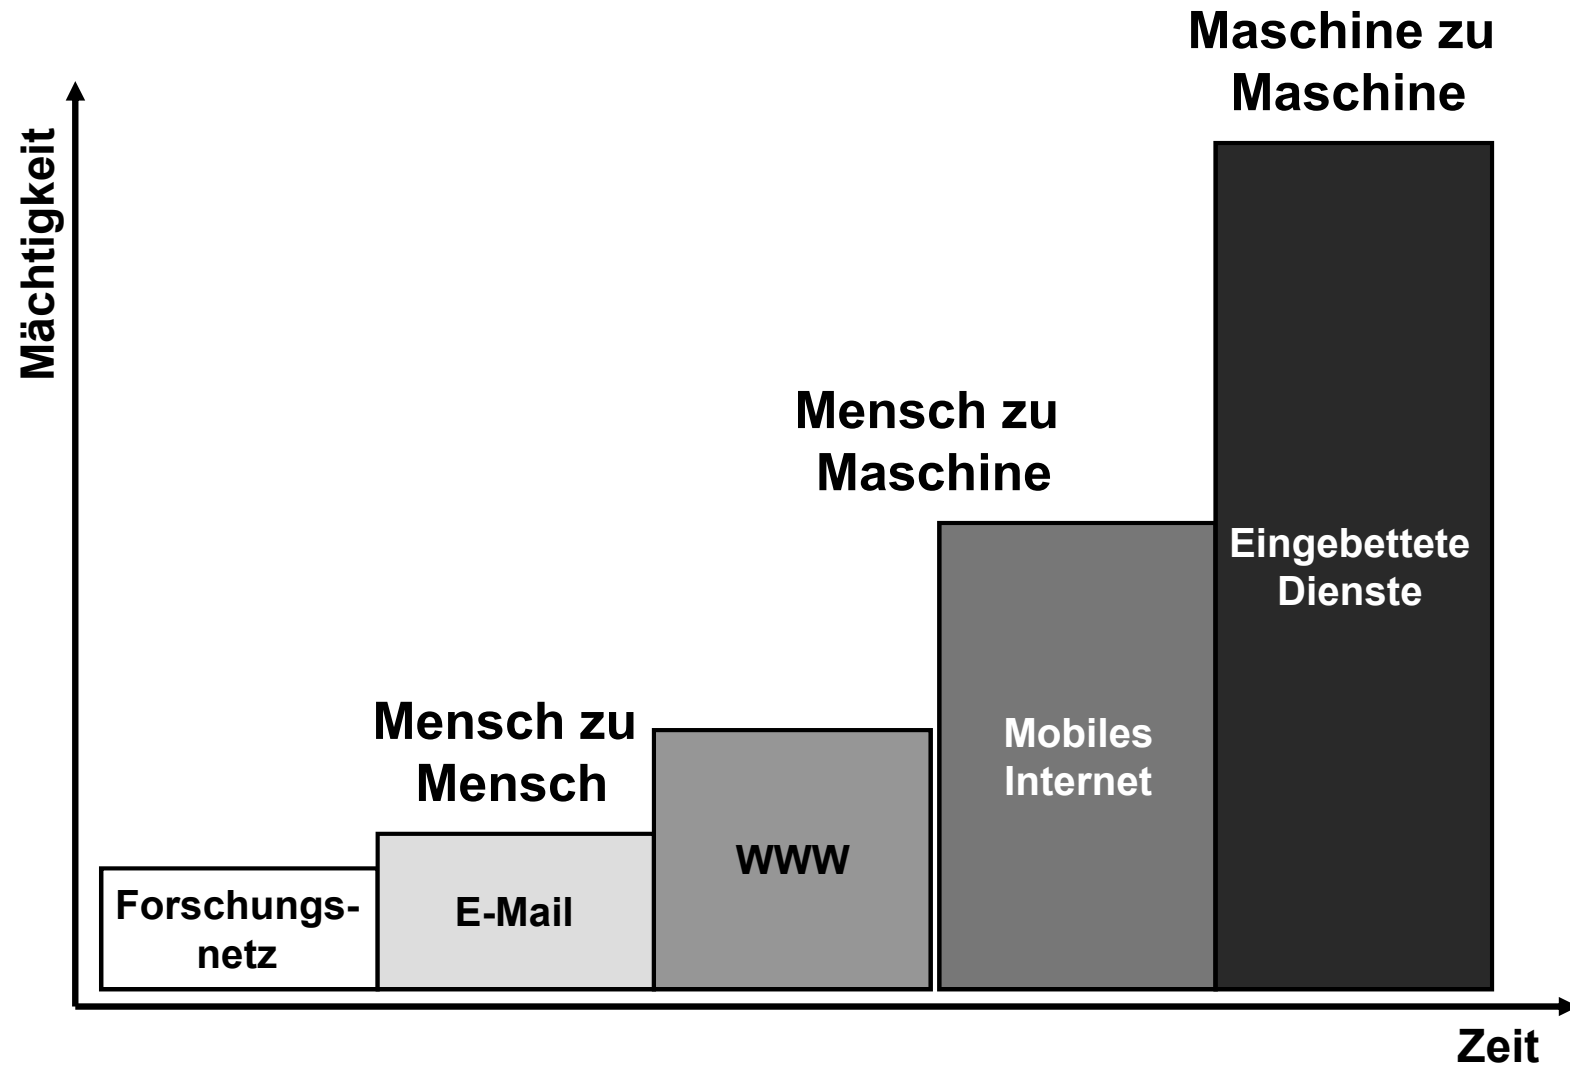 Maschine zu
Maschine
Mächtigkeit
Mensch zu
Maschine
Eingebettete
Dienste
Mensch zu
Mensch
Mobiles
Internet
WWW
Forschungs-
netz
E-Mail
Zeit